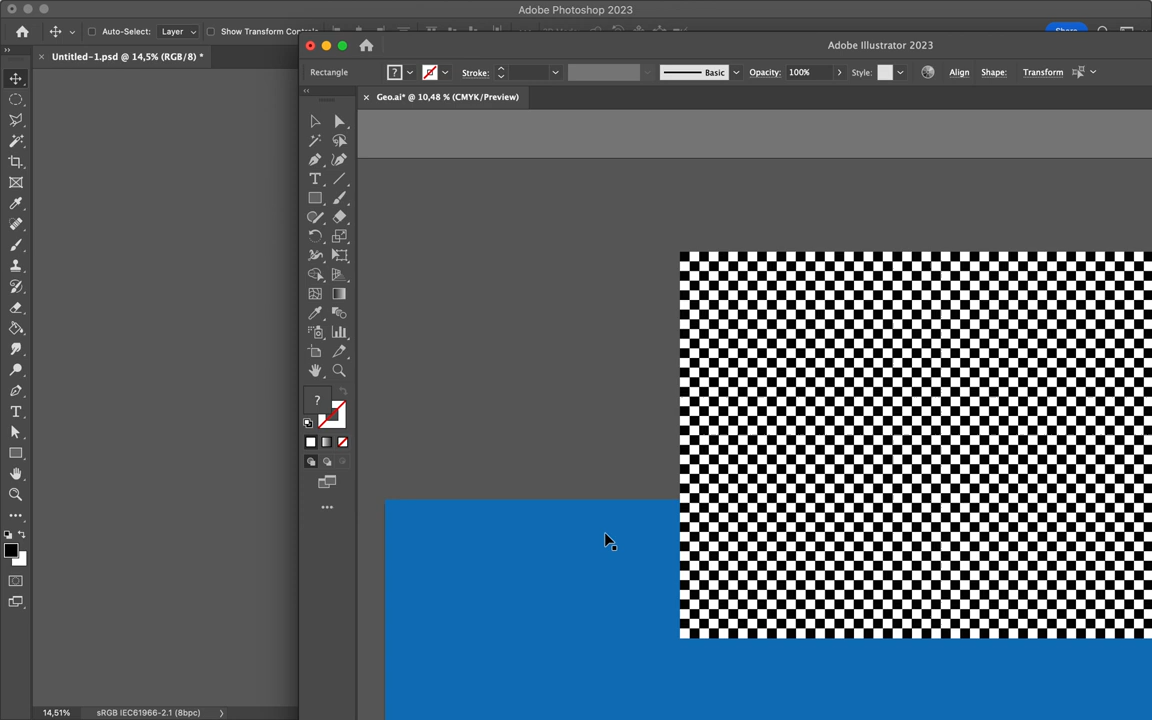 Adobe Photoshop 2023
Auto-Select: Layer Show Transform Controls
Share
Untitled-1.psd @ 14,5% (RGB/8) *
Adobe Illustrator 2023
Rectangle ? Stroke: Basic Opacity: 100% Style: Align Shape: Transform
Geo.ai* @ 10,48 % (CMYK/Preview)
?
14,51% sRGB IEC61966-2.1 (8bpc)